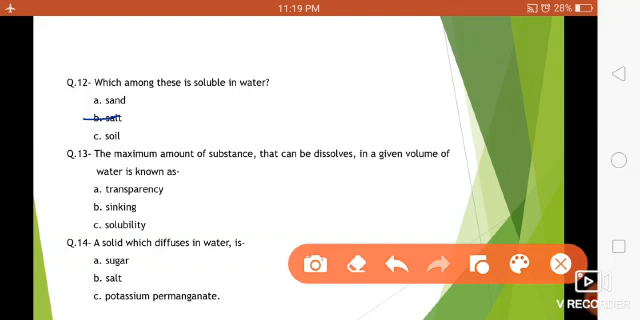 11:19 PM
28%
Q.12- Which among these is soluble in water?
a. sand
b. salt
c. soil
Q.13- The maximum amount of substance, that can be dissolves, in a given volume of
water is known as-
a. transparency
b. sinking
c. solubility
Q.14- A solid which diffuses in water, is-
a. sugar
b. salt
c. potassium permanganate.
V RECORDER